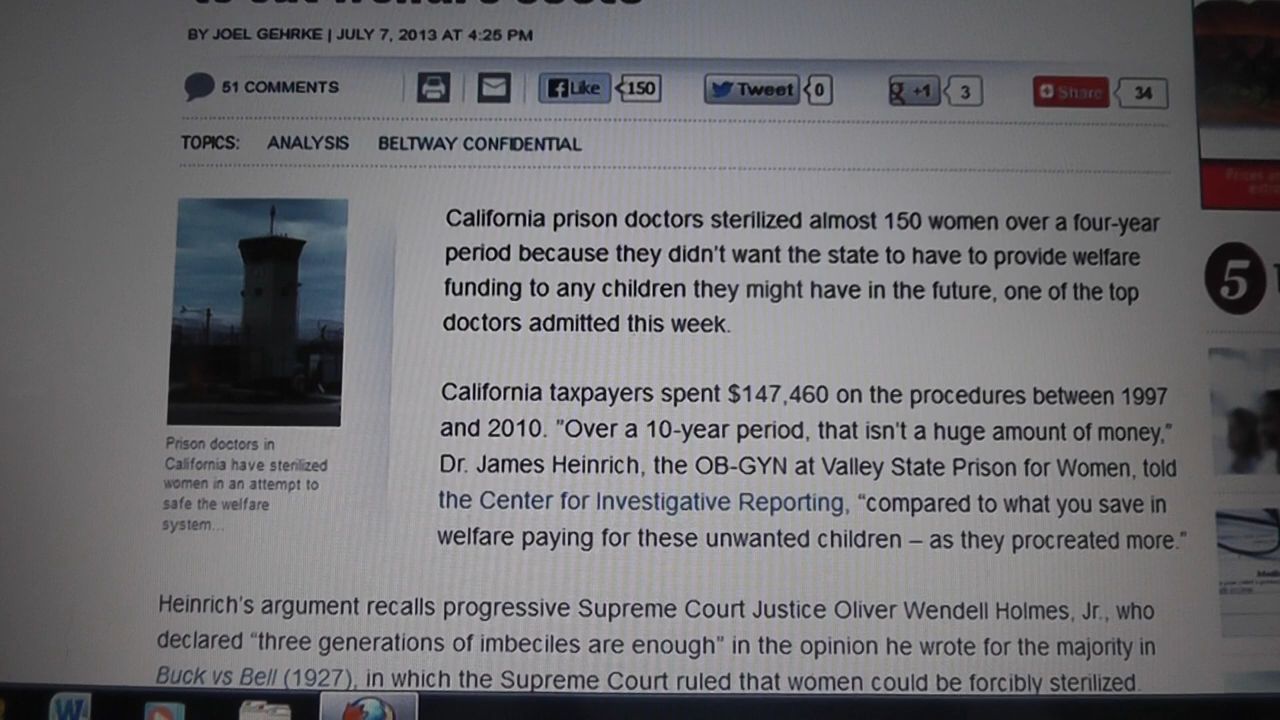 BY JOEL GEHRKE | JULY 7, 2013 AT 4:25 PM
51 COMMENTS
Like 150
Tweet 0
+1 3
Share 34
TOPICS: ANALYSIS BELTWAY CONFIDENTIAL
California prison doctors sterilized almost 150 women over a four-year
period because they didn't want the state to have to provide welfare
funding to any children they might have in the future, one of the top
doctors admitted this week.
California taxpayers spent $147,460 on the procedures between 1997
and 2010. "Over a 10-year period, that isn't a huge amount of money,"
Dr. James Heinrich, the OB-GYN at Valley State Prison for Women, told
the Center for Investigative Reporting, “compared to what you save in
welfare paying for these unwanted children – as they procreated more.”
Prison doctors in
California have sterilized
women in an attempt to
safe the welfare
system...
Heinrich's argument recalls progressive Supreme Court Justice Oliver Wendell Holmes, Jr., who
declared “three generations of imbeciles are enough” in the opinion he wrote for the majority in
Buck vs Bell (1927), in which the Supreme Court ruled that women could be forcibly sterilized.
5
W